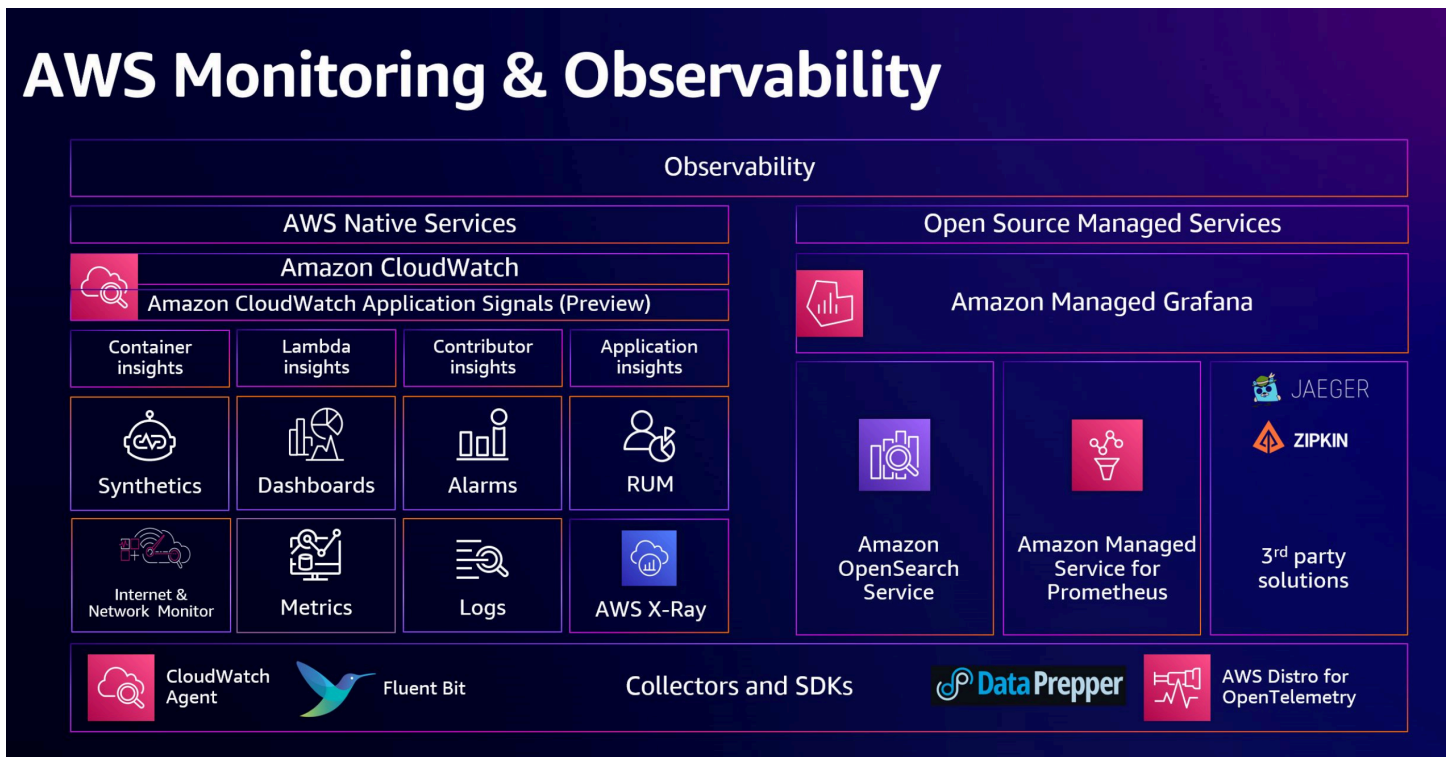 AWS Monitoring & Observability
Observability
AWS Native Services
Open Source Managed Services
Amazon CloudWatch
Amazon CloudWatch Application Signals (Preview)
Amazon Managed Grafana
Container
insights
Lambda
insights
Contributor
insights
Application
insights
Synthetics
Dashboards
Alarms
RUM
Internet &
Network Monitor
Metrics
Logs
AWS X-Ray
Amazon
OpenSearch
Service
Amazon Managed
Service for
Prometheus
JAEGER
ZIPKIN
3rd party
solutions
CloudWatch
Agent
Fluent Bit
Collectors and SDKs
Data Prepper
AWS Distro for
OpenTelemetry